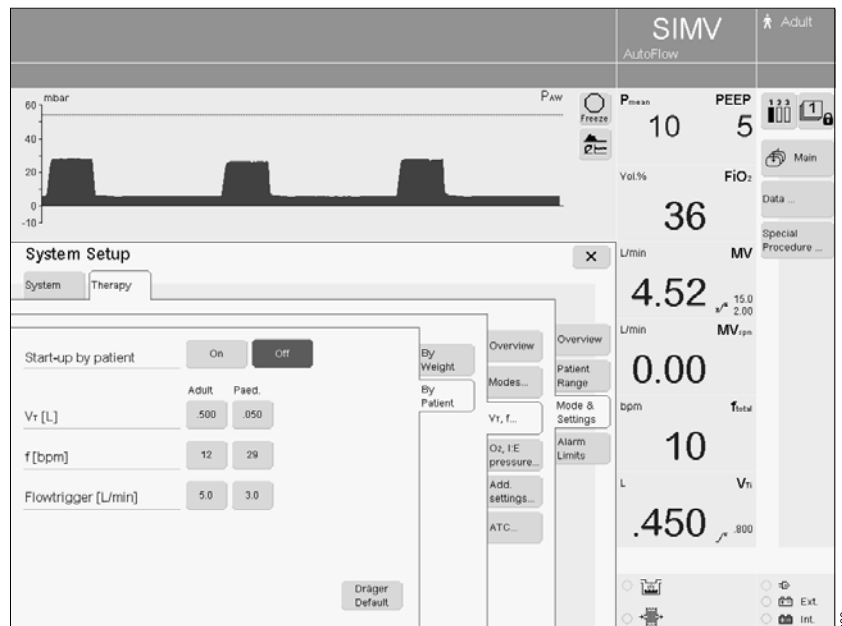 SIMV
AutoFlow
Adult
mbar
60
40
20
0
-10
PAW
Freeze
Pmean PEEP
10 5
1 2 3
1
Main
Vol.% FiO2
36
Data ...
Special
Procedure ...
System Setup
L/min MV
4.52
15.0
2.00
System Therapy
L/min MVspn
0.00
Start-up by patient On Off
Adult Paed.
VT [L] .500 .050
f [bpm] 12 29
Flowtrigger [L/min] 5.0 3.0
Dräger
Default
By
Weight
By
Patient
Overview
Modes...
VT, f...
O2, I:E
pressure...
Add.
settings...
ATC...
Overview
Patient
Range
Mode &
Settings
Alarm
Limits
bpm ftotal
10
L VTi
.450 .800
Ext.
Int.